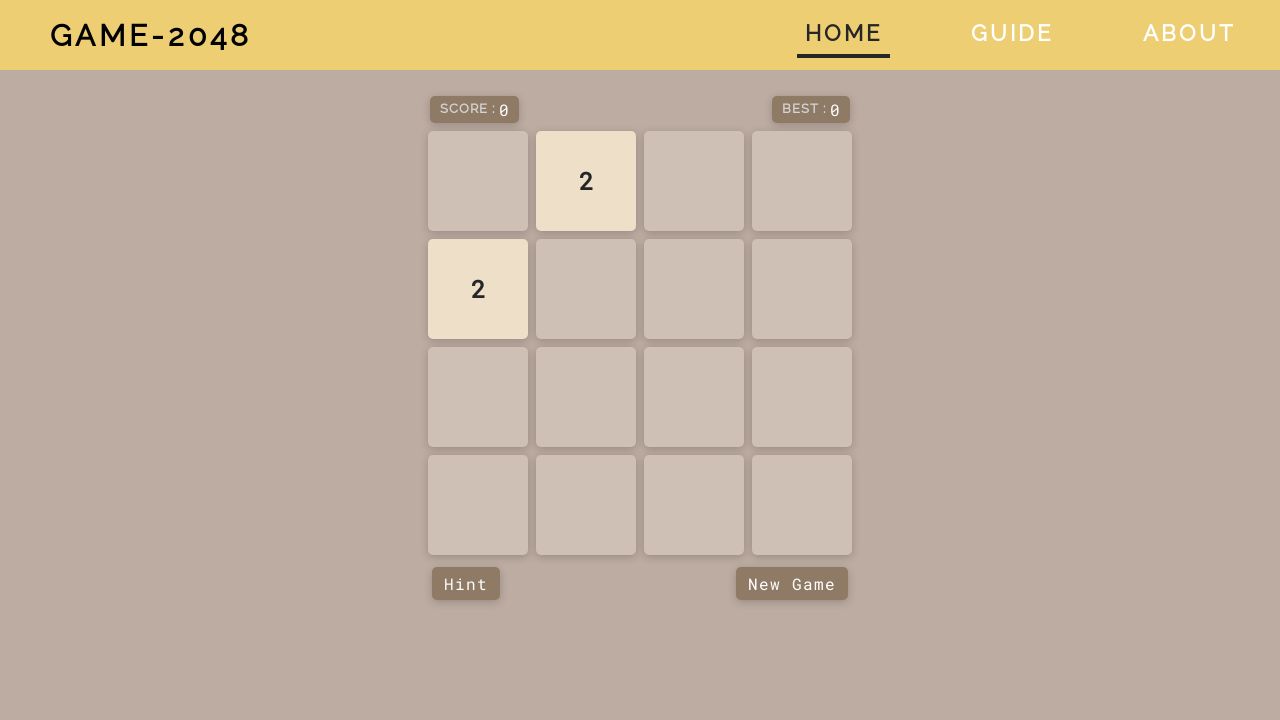 GAME-2048
HOME GUIDE ABOUT
SCORE : 0
BEST : 0
2
2
Hint
New Game